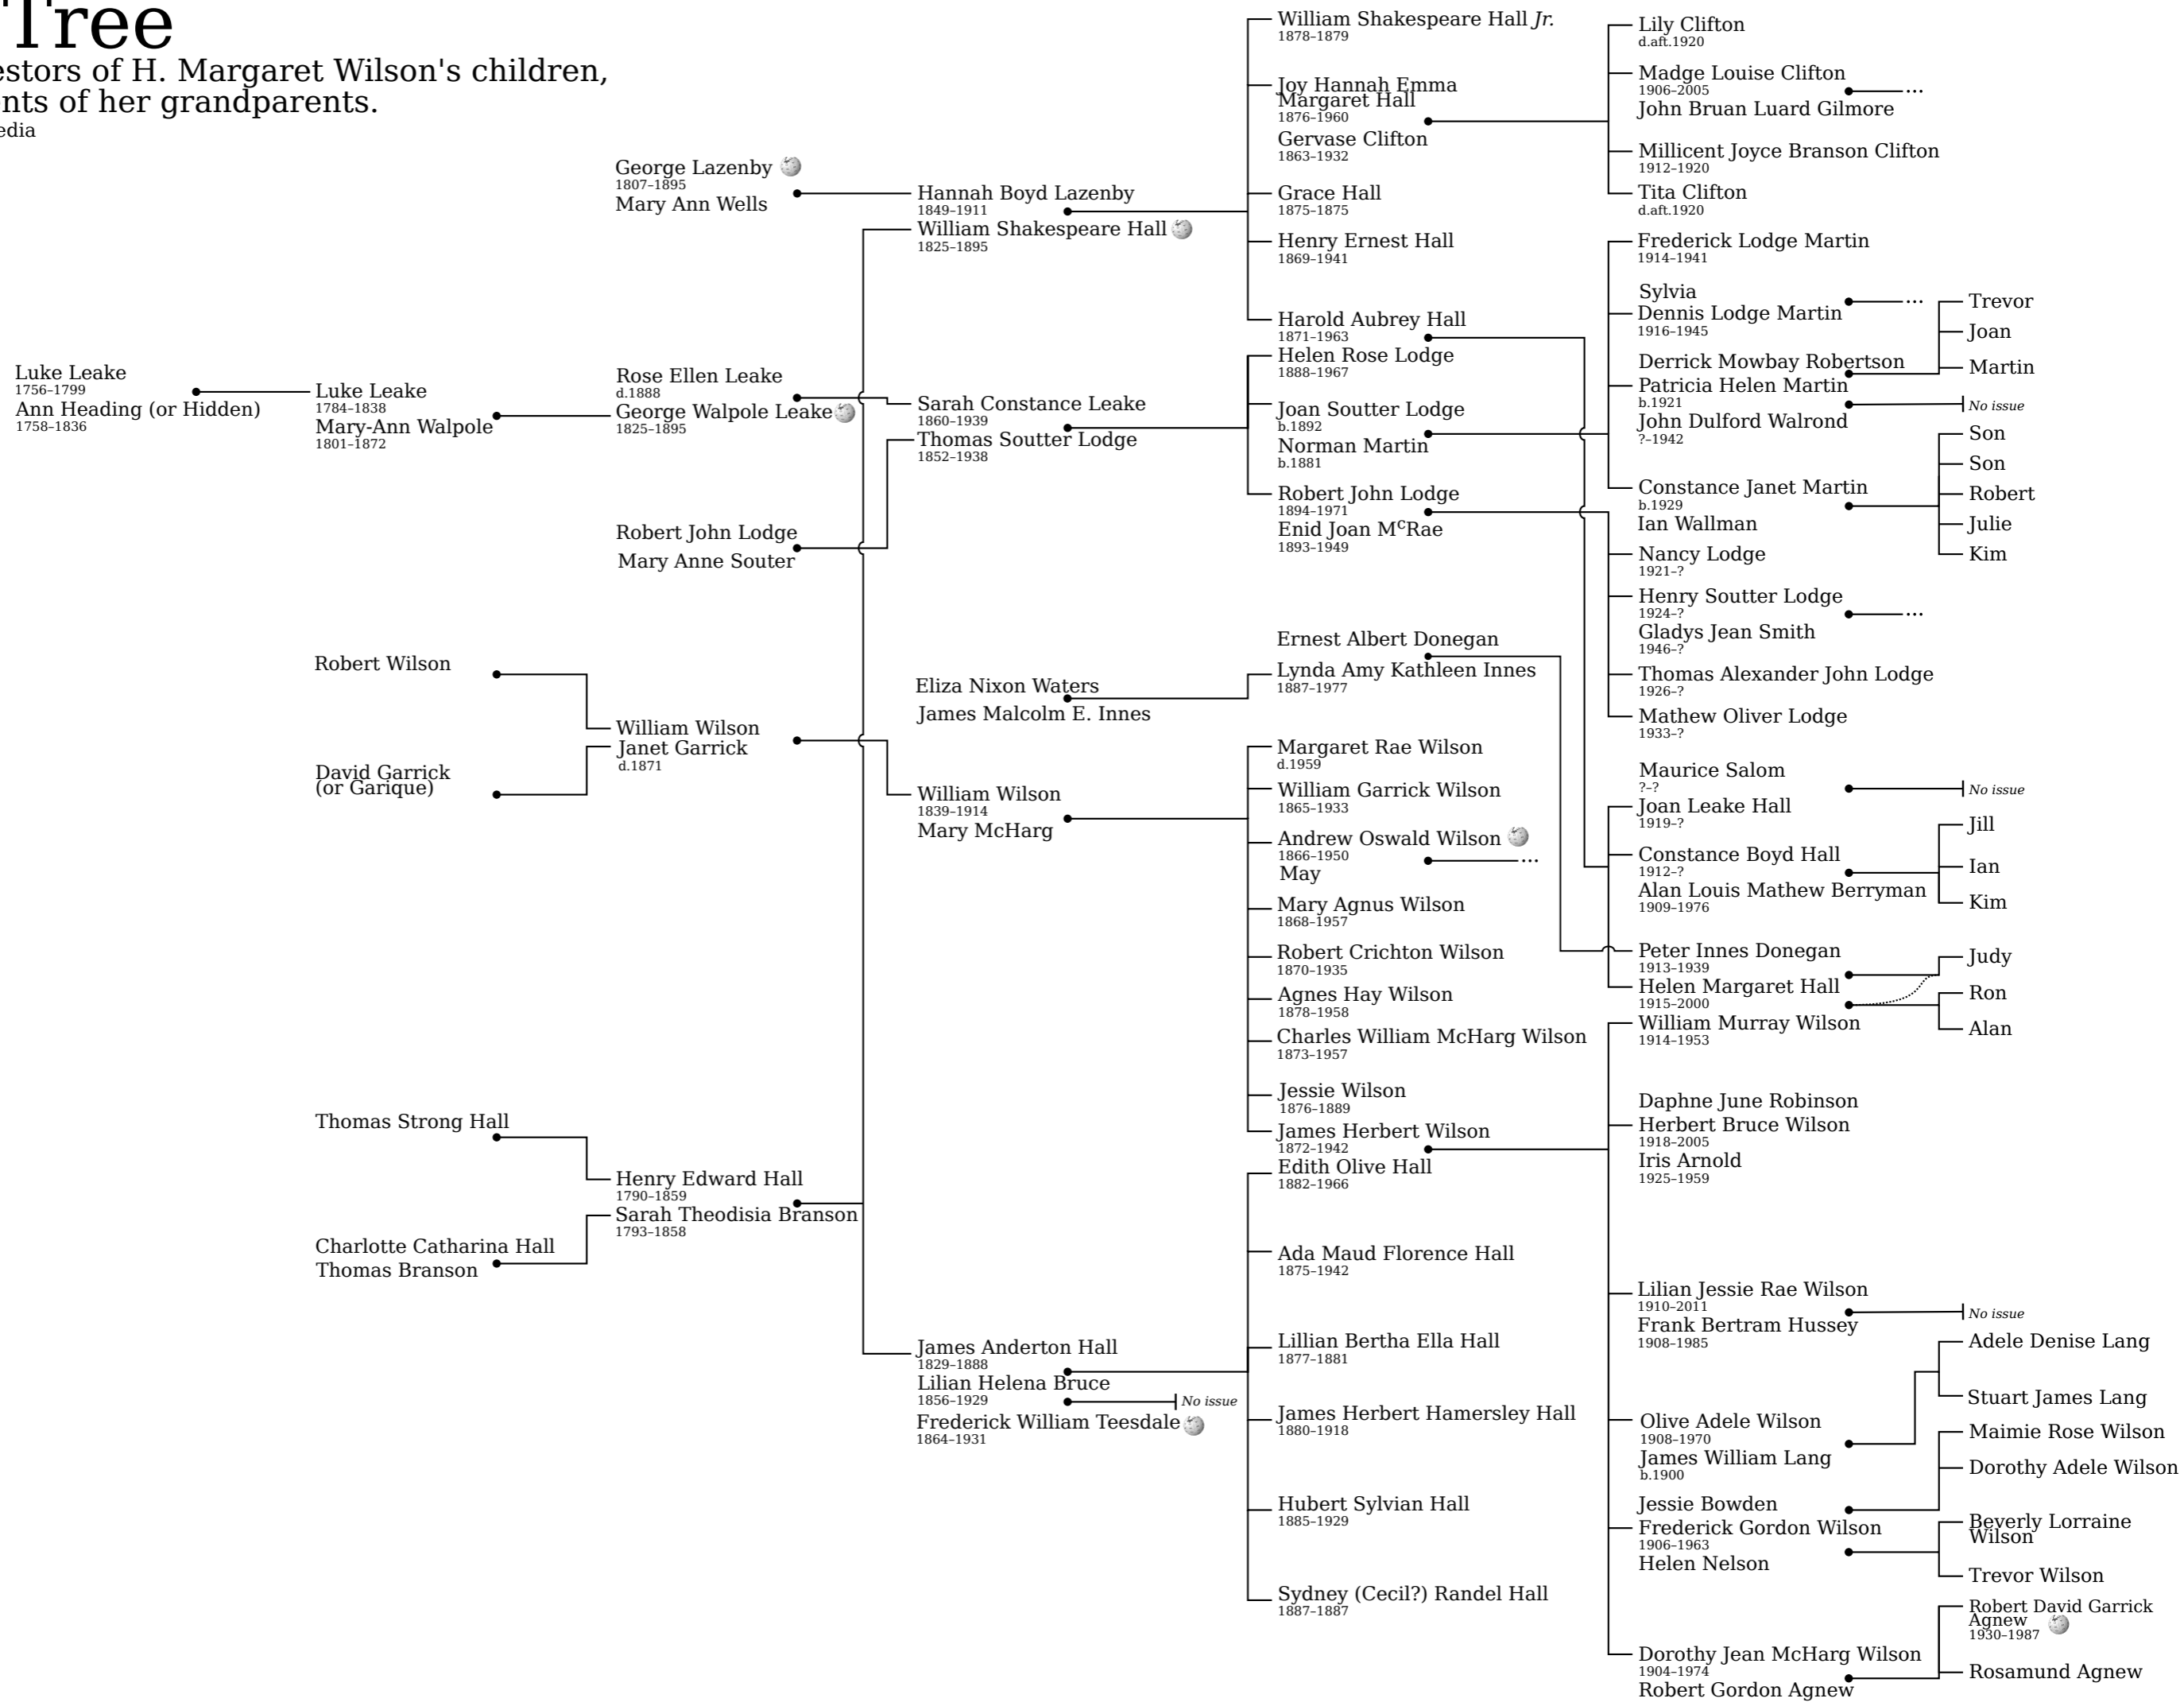 Tree
estors of H. Margaret Wilson's children,
nts of her grandparents.
edia
Luke Leake
1756–1799
Ann Heading (or Hidden)
1758–1836
Luke Leake
1784–1838
Mary-Ann Walpole
1801–1872
Robert Wilson
David Garrick
(or Garique)
Thomas Strong Hall
Charlotte Catharina Hall
Thomas Branson
George Lazenby
1807–1895
Mary Ann Wells
Rose Ellen Leake
d.1888
George Walpole Leake
1825–1895
Robert John Lodge
Mary Anne Souter
William Wilson
Janet Garrick
d.1871
Henry Edward Hall
1790–1859
Sarah Theodisia Branson
1793–1858
Hannah Boyd Lazenby
1849–1911
William Shakespeare Hall
1825–1895
Sarah Constance Leake
1860–1939
Thomas Soutter Lodge
1852–1938
Eliza Nixon Waters
James Malcolm E. Innes
William Wilson
1839–1914
Mary McHarg
James Anderton Hall
1829–1888
Lilian Helena Bruce
1856–1929
No issue
Frederick William Teesdale
1864–1931
William Shakespeare Hall Jr.
1878–1879
Joy Hannah Emma
Margaret Hall
1876–1960
Gervase Clifton
1863–1932
Grace Hall
1875–1875
Henry Ernest Hall
1869–1941
Harold Aubrey Hall
1871–1963
Helen Rose Lodge
1888–1967
Joan Soutter Lodge
b.1892
Norman Martin
b.1881
Robert John Lodge
1894–1971
Enid Joan McRae
1893–1949
Ernest Albert Donegan
Lynda Amy Kathleen Innes
1887–1977
Margaret Rae Wilson
d.1959
William Garrick Wilson
1865–1933
Andrew Oswald Wilson
1866–1950
...
May
Mary Agnus Wilson
1868–1957
Robert Crichton Wilson
1870–1935
Agnes Hay Wilson
1878–1958
Charles William McHarg Wilson
1873–1957
Jessie Wilson
1876–1889
James Herbert Wilson
1872–1942
Edith Olive Hall
1882–1966
Ada Maud Florence Hall
1875–1942
Lillian Bertha Ella Hall
1877–1881
James Herbert Hamersley Hall
1880–1918
Hubert Sylvian Hall
1885–1929
Sydney (Cecil?) Randel Hall
1887–1887
Lily Clifton
d.aft.1920
Madge Louise Clifton
1906–2005
...
John Bruan Luard Gilmore
Millicent Joyce Branson Clifton
1912–1920
Tita Clifton
d.aft.1920
Frederick Lodge Martin
1914–1941
Sylvia
...
Dennis Lodge Martin
1916–1945
Derrick Mowbay Robertson
Patricia Helen Martin
b.1921
No issue
John Dulford Walrond
?–1942
Constance Janet Martin
b.1929
Ian Wallman
Nancy Lodge
1921–?
Henry Soutter Lodge
1924–?
...
Gladys Jean Smith
1946–?
Thomas Alexander John Lodge
1926–?
Mathew Oliver Lodge
1933–?
Maurice Salom
?–?
No issue
Joan Leake Hall
1919–?
Constance Boyd Hall
1912–?
Alan Louis Mathew Berryman
1909–1976
Peter Innes Donegan
1913–1939
Helen Margaret Hall
1915–2000
William Murray Wilson
1914–1953
Daphne June Robinson
Herbert Bruce Wilson
1918–2005
Iris Arnold
1925–1959
Lilian Jessie Rae Wilson
1910–2011
No issue
Frank Bertram Hussey
1908–1985
Olive Adele Wilson
1908–1970
James William Lang
b.1900
Jessie Bowden
Frederick Gordon Wilson
1906–1963
Helen Nelson
Dorothy Jean McHarg Wilson
1904–1974
Robert Gordon Agnew
Trevor
Joan
Martin
Son
Son
Robert
Julie
Kim
Jill
Ian
Kim
Judy
Ron
Alan
Adele Denise Lang
Stuart James Lang
Maimie Rose Wilson
Dorothy Adele Wilson
Beverly Lorraine
Wilson
Trevor Wilson
Robert David Garrick
Agnew
1930–1987
Rosamund Agnew